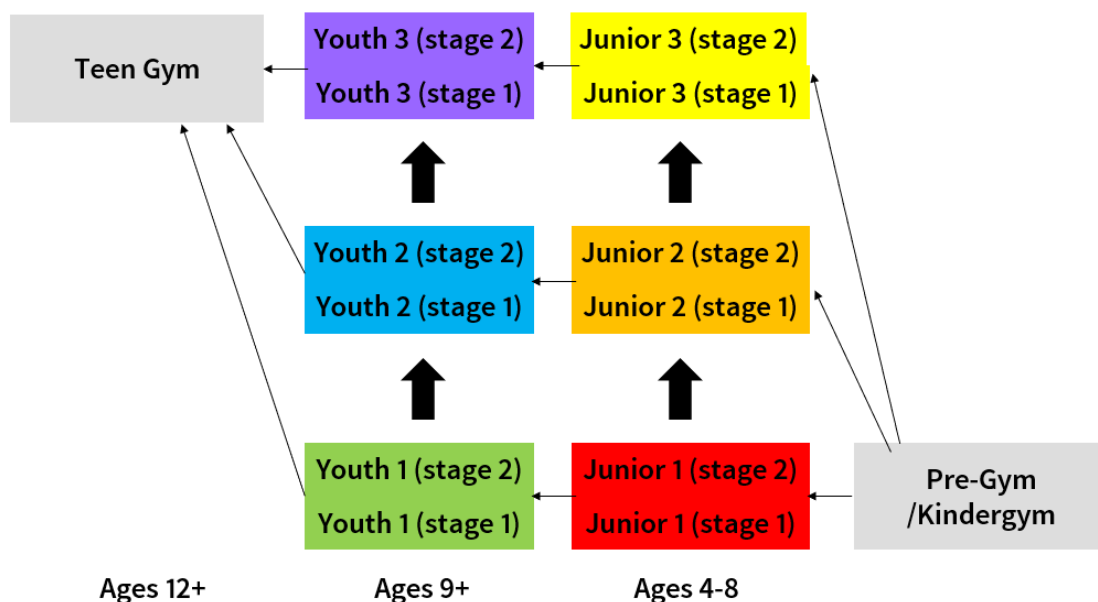 Teen Gym
Youth 3 (stage 2)
Youth 3 (stage 1)
Junior 3 (stage 2)
Junior 3 (stage 1)
Youth 2 (stage 2)
Youth 2 (stage 1)
Junior 2 (stage 2)
Junior 2 (stage 1)
Youth 1 (stage 2)
Youth 1 (stage 1)
Junior 1 (stage 2)
Junior 1 (stage 1)
Pre-Gym
/Kindergym
Ages 12+
Ages 9+
Ages 4-8